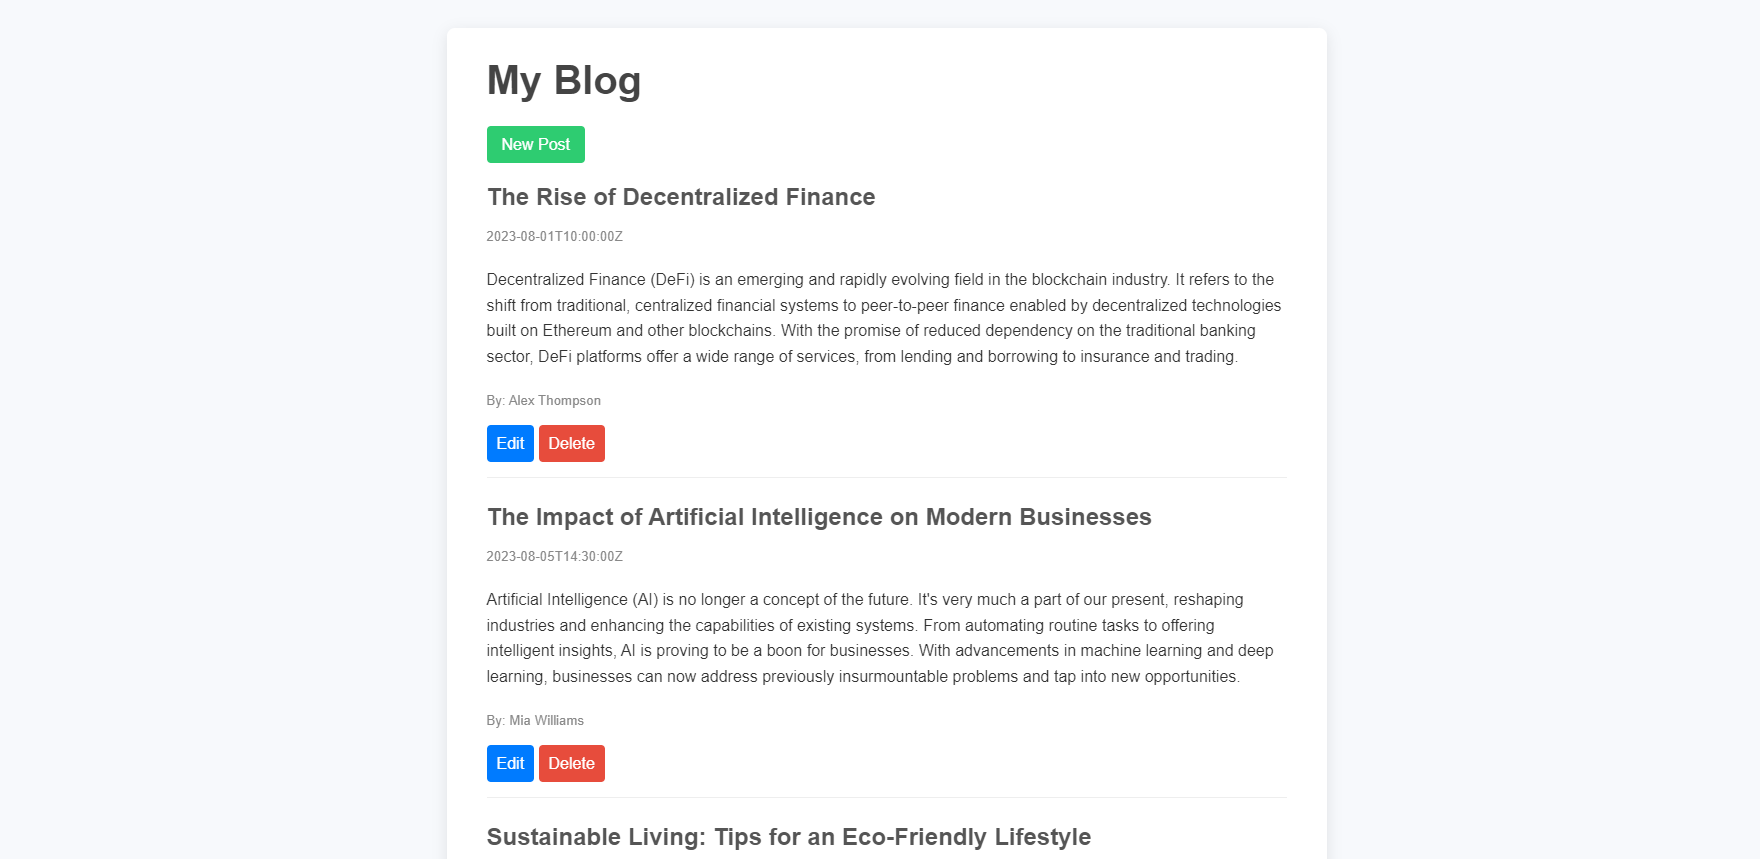 My Blog
New Post
The Rise of Decentralized Finance
2023-08-01T10:00:00Z
Decentralized Finance (DeFi) is an emerging and rapidly evolving field in the blockchain industry. It refers to the
shift from traditional, centralized financial systems to peer-to-peer finance enabled by decentralized technologies
built on Ethereum and other blockchains. With the promise of reduced dependency on the traditional banking
sector, DeFi platforms offer a wide range of services, from lending and borrowing to insurance and trading.
By: Alex Thompson
Edit Delete
The Impact of Artificial Intelligence on Modern Businesses
2023-08-05T14:30:00Z
Artificial Intelligence (AI) is no longer a concept of the future. It's very much a part of our present, reshaping
industries and enhancing the capabilities of existing systems. From automating routine tasks to offering
intelligent insights, AI is proving to be a boon for businesses. With advancements in machine learning and deep
learning, businesses can now address previously insurmountable problems and tap into new opportunities.
By: Mia Williams
Edit Delete
Sustainable Living: Tips for an Eco-Friendly Lifestyle